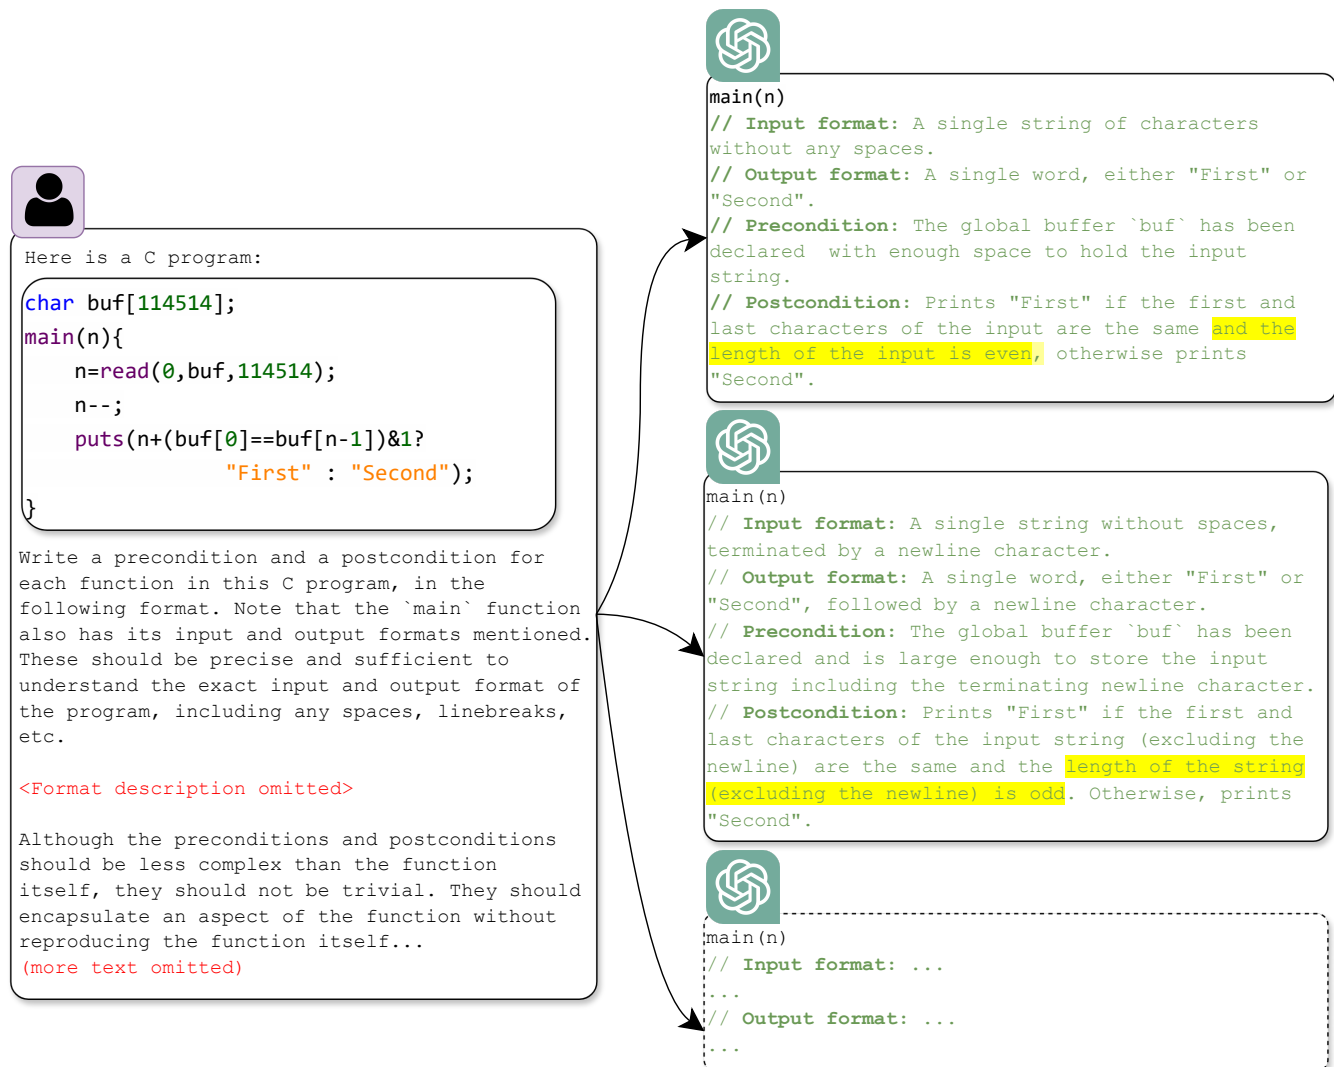 Here is a C program:
char buf[114514];
main(n){
    n=read(0,buf,114514);
    n--;
    puts(n+(buf[0]==buf[n-1])&1?
            "First" : "Second");
}
Write a precondition and a postcondition for
each function in this C program, in the
following format. Note that the `main` function
also has its input and output formats mentioned.
These should be precise and sufficient to
understand the exact input and output format of
the program, including any spaces, linebreaks,
etc.
<Format description omitted>
Although the preconditions and postconditions
should be less complex than the function
itself, they should not be trivial. They should
encapsulate an aspect of the function without
reproducing the function itself...
(more text omitted)
main(n)
// Input format: A single string of characters
without any spaces.
// Output format: A single word, either "First" or
"Second".
// Precondition: The global buffer `buf` has been
declared  with enough space to hold the input
string.
// Postcondition: Prints "First" if the first and
last characters of the input are the same and the
length of the input is even, otherwise prints
"Second".
main(n)
// Input format: A single string without spaces,
terminated by a newline character.
// Output format: A single word, either "First" or
"Second", followed by a newline character.
// Precondition: The global buffer `buf` has been
declared and is large enough to store the input
string including the terminating newline character.
// Postcondition: Prints "First" if the first and
last characters of the input string (excluding the
newline) are the same and the length of the string
(excluding the newline) is odd. Otherwise, prints
"Second".
main(n)
// Input format: ...
...
// Output format: ...
...